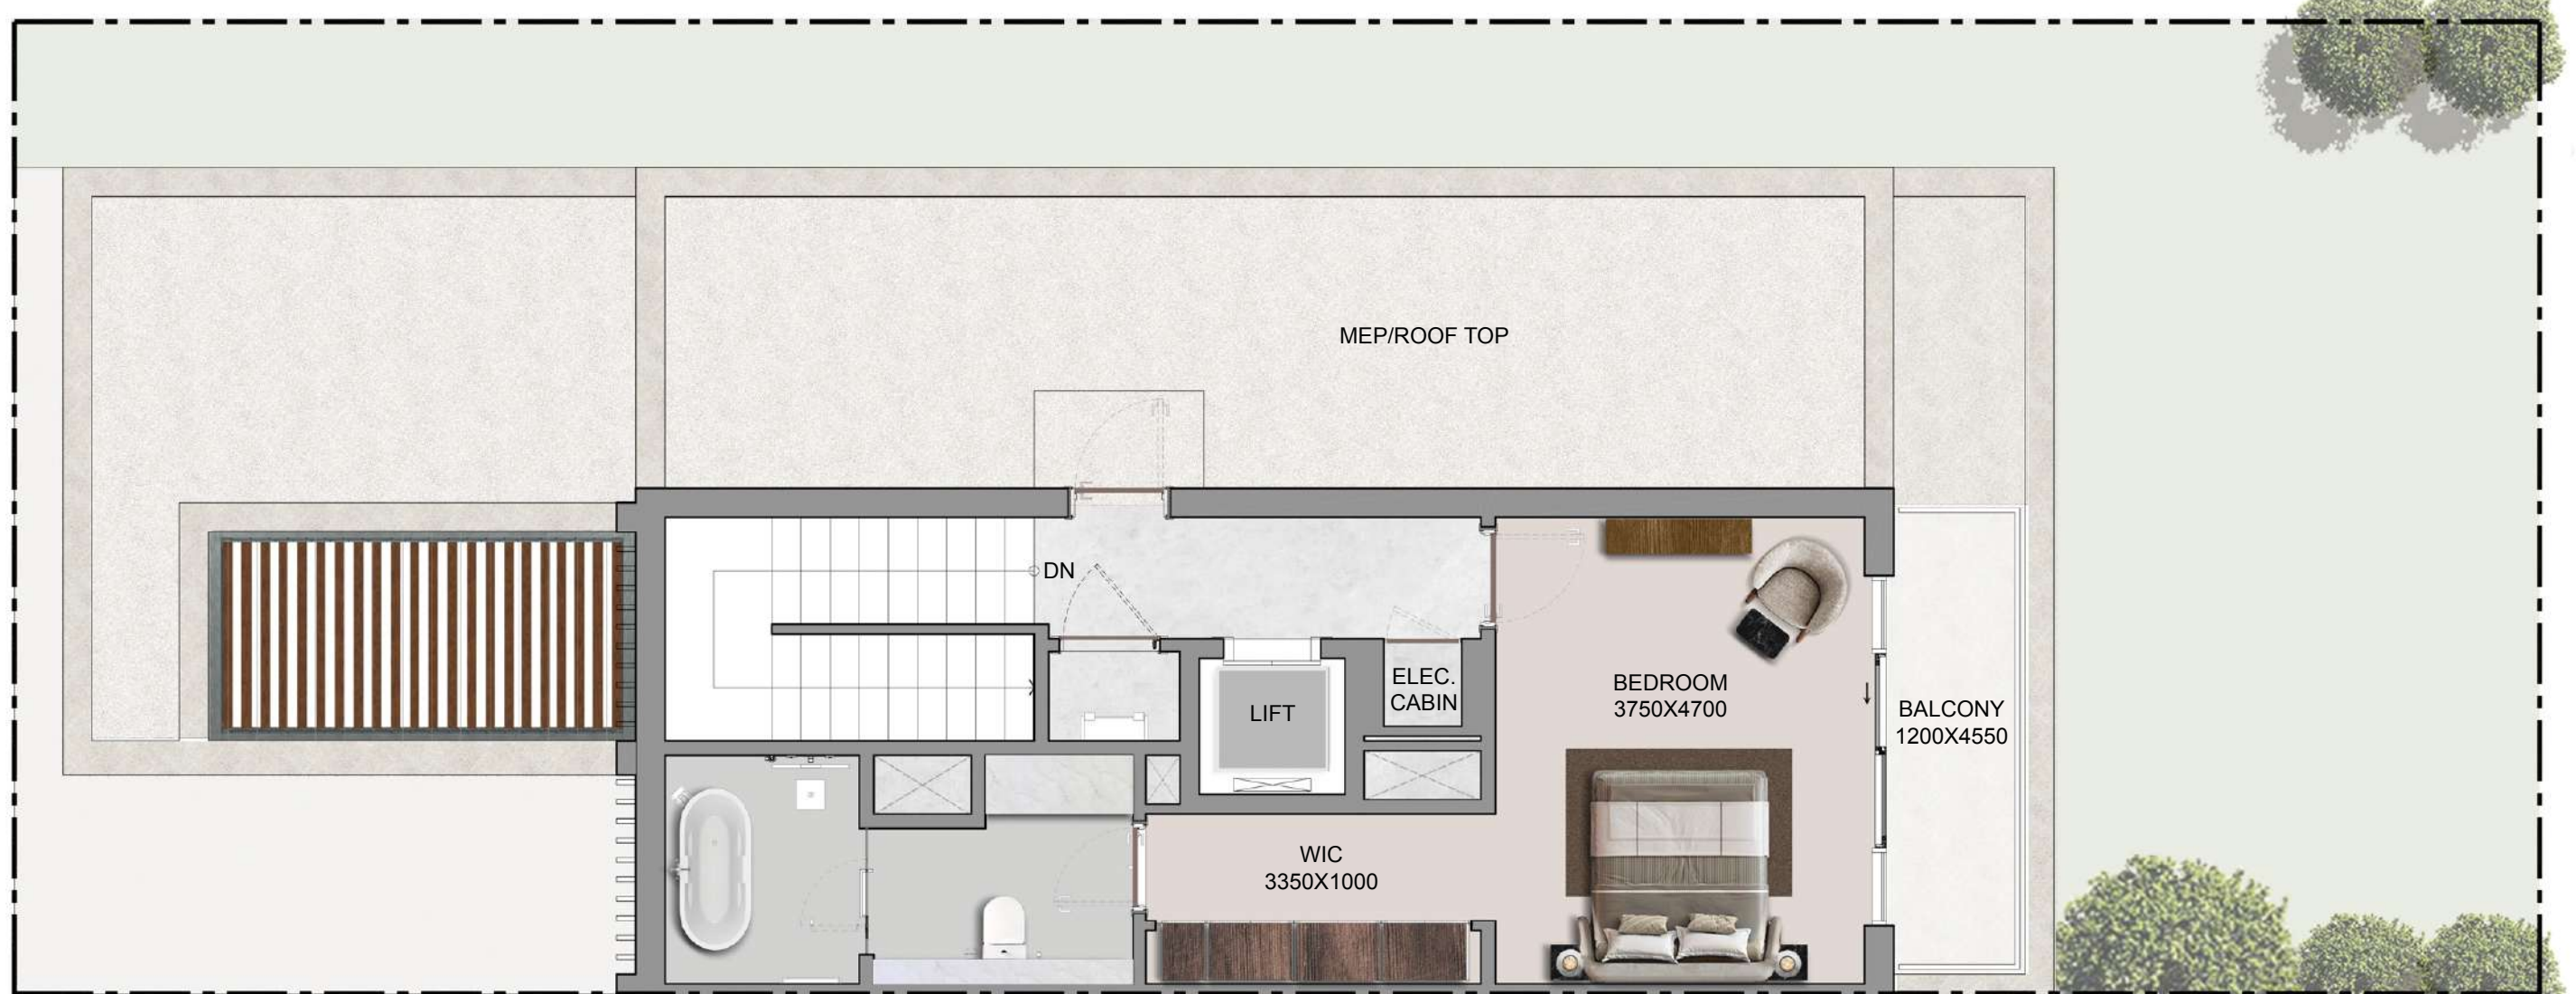 MEP/ROOF TOP
DN
ELEC.
CABIN
LIFT
BEDROOM
3750X4700
BALCONY
1200X4550
WIC
3350X1000